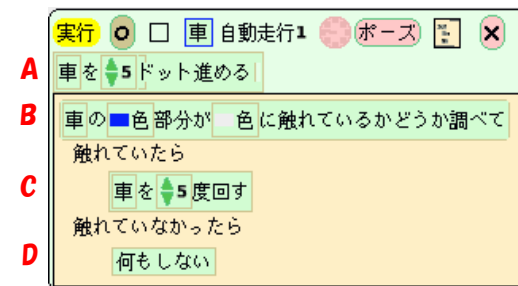 実行 車 自動走行1 ポーズ
A 車を5ドット進める
B 車の色部分が色に触れているかどうか調べて
触れていたら
C 車を5度回す
触れていなかったら
D 何もしない